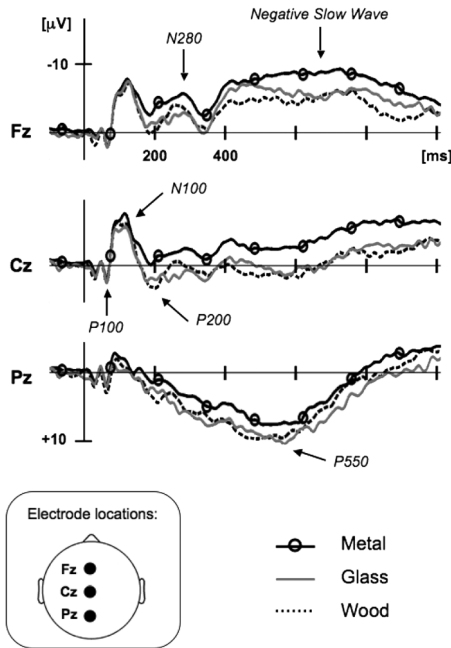 [µV]
N280
Negative Slow Wave
-10
Fz
200
400
[ms]
N100
Cz
P100
P200
Pz
+10
P550
Electrode locations:
Fz
Cz
Pz
Metal
Glass
Wood